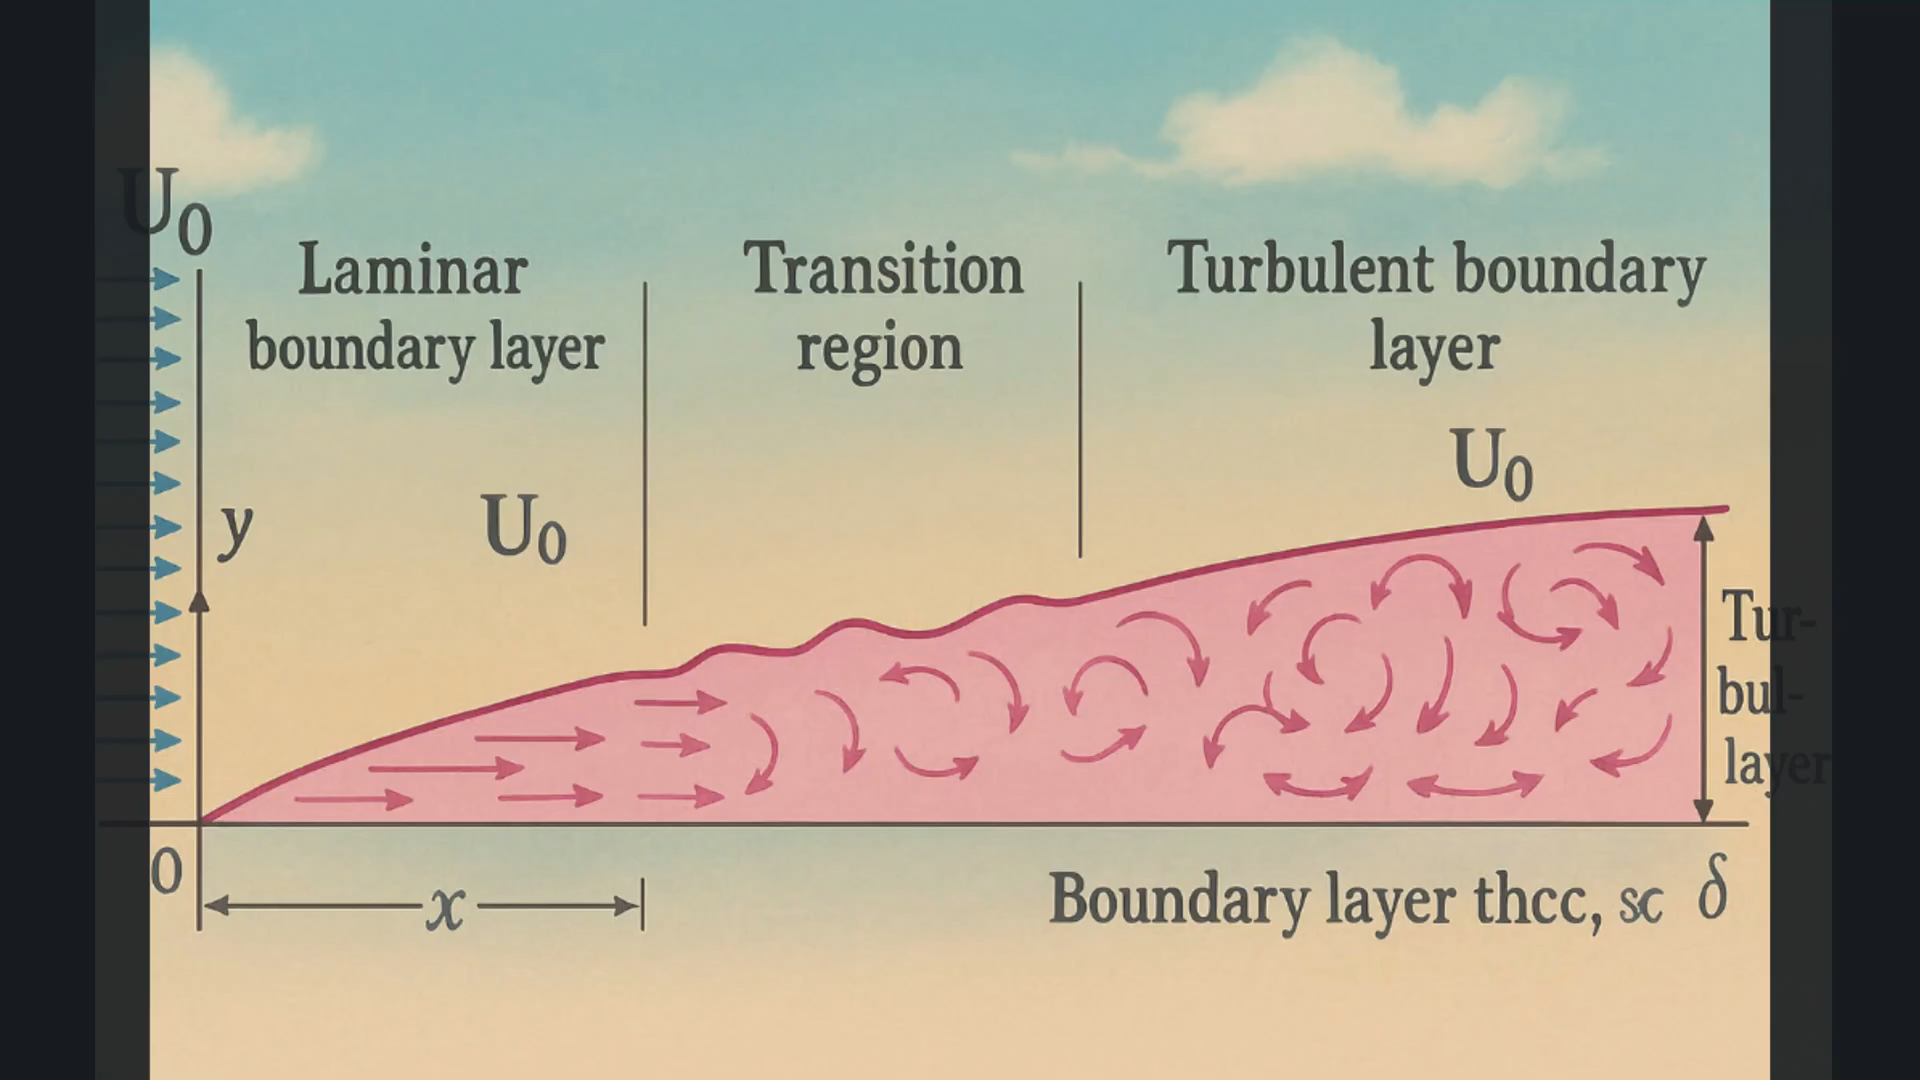 U0
Laminar
boundary layer
Transition
region
Turbulent boundary
layer
U0
y
U0
Tur-
bul-
layer
0
x
Boundary layer thcc, sc δ